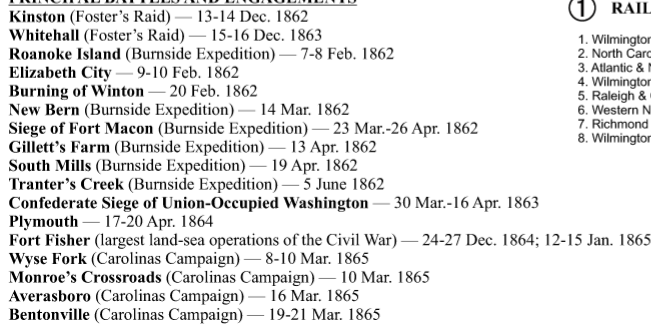 PRINCIPAL BATTLES AND ENGAGEMENTS
Kinston (Foster's Raid) — 13-14 Dec. 1862
Whitehall (Foster's Raid) — 15-16 Dec. 1863
Roanoke Island (Burnside Expedition) — 7-8 Feb. 1862
Elizabeth City — 9-10 Feb. 1862
Burning of Winton — 20 Feb. 1862
New Bern (Burnside Expedition) — 14 Mar. 1862
Siege of Fort Macon (Burnside Expedition) — 23 Mar.-26 Apr. 1862
Gillett's Farm (Burnside Expedition) — 13 Apr. 1862
South Mills (Burnside Expedition) — 19 Apr. 1862
Tranter's Creek (Burnside Expedition) — 5 June 1862
Confederate Siege of Union-Occupied Washington — 30 Mar.-16 Apr. 1863
Plymouth — 17-20 Apr. 1864
Fort Fisher (largest land-sea operations of the Civil War) — 24-27 Dec. 1864; 12-15 Jan. 1865
Wyse Fork (Carolinas Campaign) — 8-10 Mar. 1865
Monroe's Crossroads (Carolinas Campaign) — 10 Mar. 1865
Averasboro (Carolinas Campaign) — 16 Mar. 1865
Bentonville (Carolinas Campaign) — 19-21 Mar. 1865
1 RAIL
1. Wilmington
2. North Caro
3. Atlantic &
4. Wilmington
5. Raleigh &
6. Western N
7. Richmond
8. Wilmington